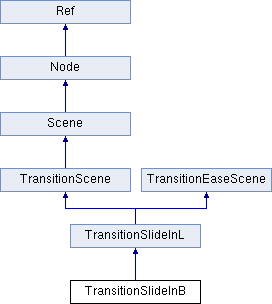 Ref
Node
Scene
TransitionScene
TransitionEaseScene
TransitionSlideInL
TransitionSlideInB